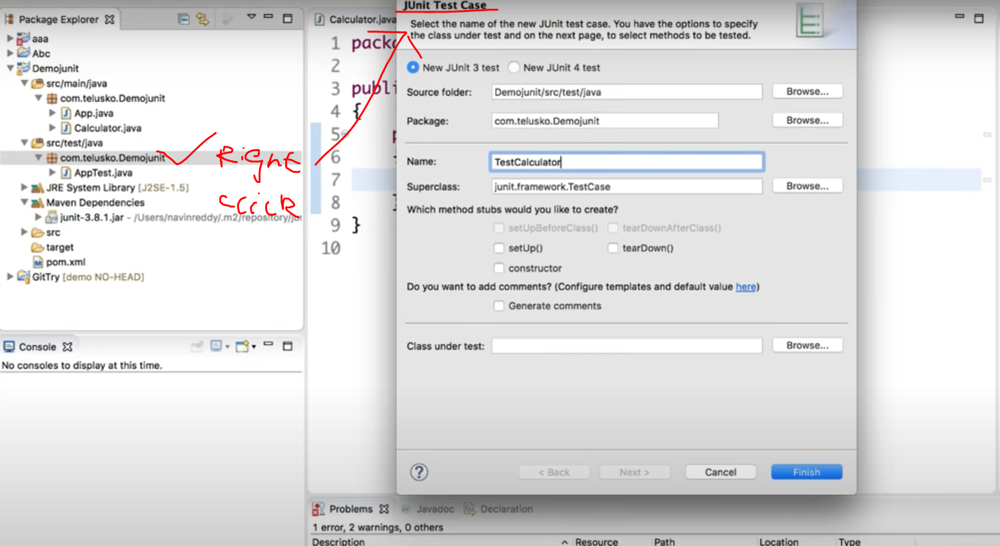 Package Explorer
aaa
Abc
Demojunit
src/main/java
com.telusko.Demojunit
App.java
Calculator.java
src/test/java
com.telusko.Demojunit
AppTest.java
JRE System Library [J2SE-1.5]
Maven Dependencies
junit-3.8.1.jar - /Users/navinreddy/.m2/repository/jun
src
target
pom.xml
GitTry [demo NO-HEAD]
Right
click
Console
No consoles to display at this time.
Calculator.java
1 packa
2
3 publi
4 {
5 p
6
7
8 }
9 }
10
JUnit Test Case
Select the name of the new JUnit test case. You have the options to specify
the class under test and on the next page, to select methods to be tested.
New JUnit 3 test New JUnit 4 test
Source folder: Demojunit/src/test/java Browse...
Package: com.telusko.Demojunit Browse...
Name: TestCalculator
Superclass: junit.framework.TestCase Browse...
Which method stubs would you like to create?
setUpBeforeClass() tearDownAfterClass()
setUp() tearDown()
constructor
Do you want to add comments? (Configure templates and default value here)
Generate comments
Class under test: Browse...
? < Back Next > Cancel Finish
Problems @ Javadoc Declaration
1 error, 2 warnings, 0 others
Description Resource Path Location Type